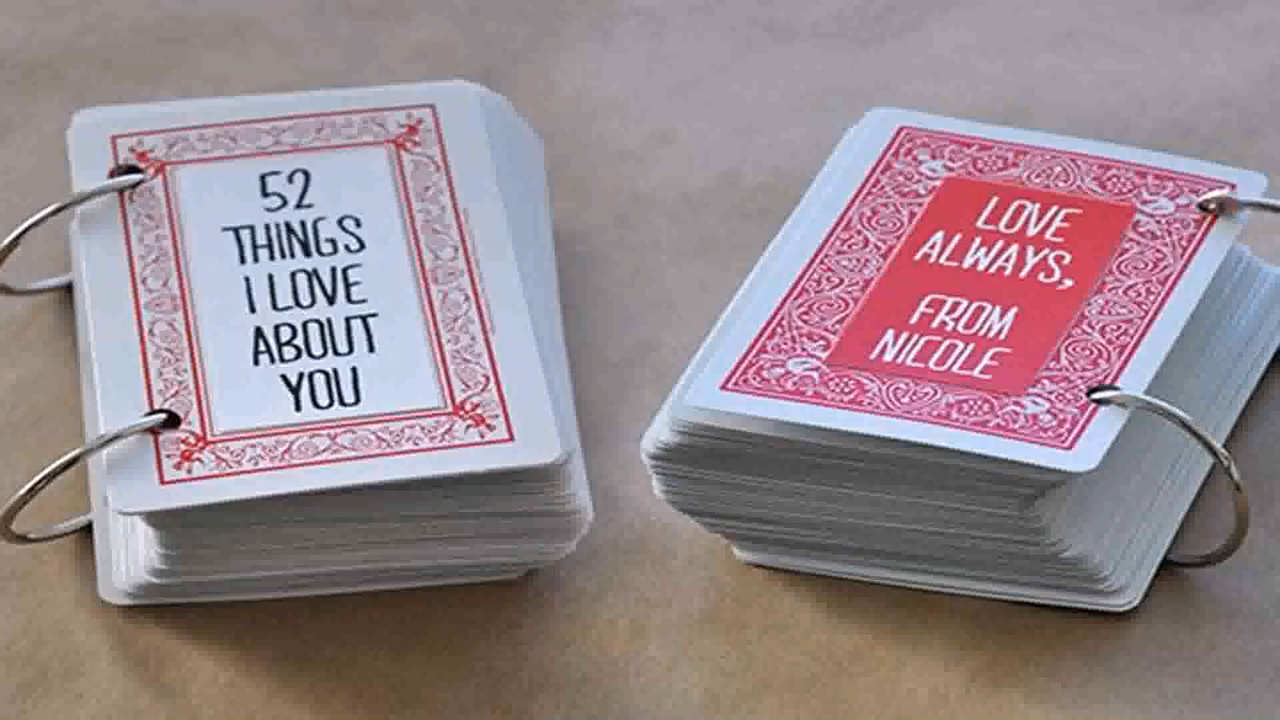 52
THINGS
I LOVE
ABOUT
YOU
LOVE
ALWAYS,
FROM
NICOLE